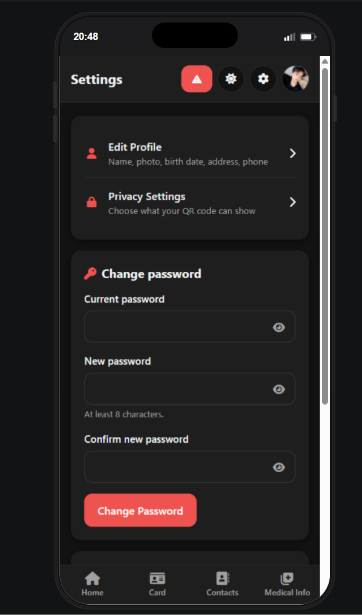 20:48
Settings
Edit Profile
Name, photo, birth date, address, phone
Privacy Settings
Choose what your QR code can show
Change password
Current password
New password
At least 8 characters.
Confirm new password
Change Password
Home
Card
Contacts
Medical Info